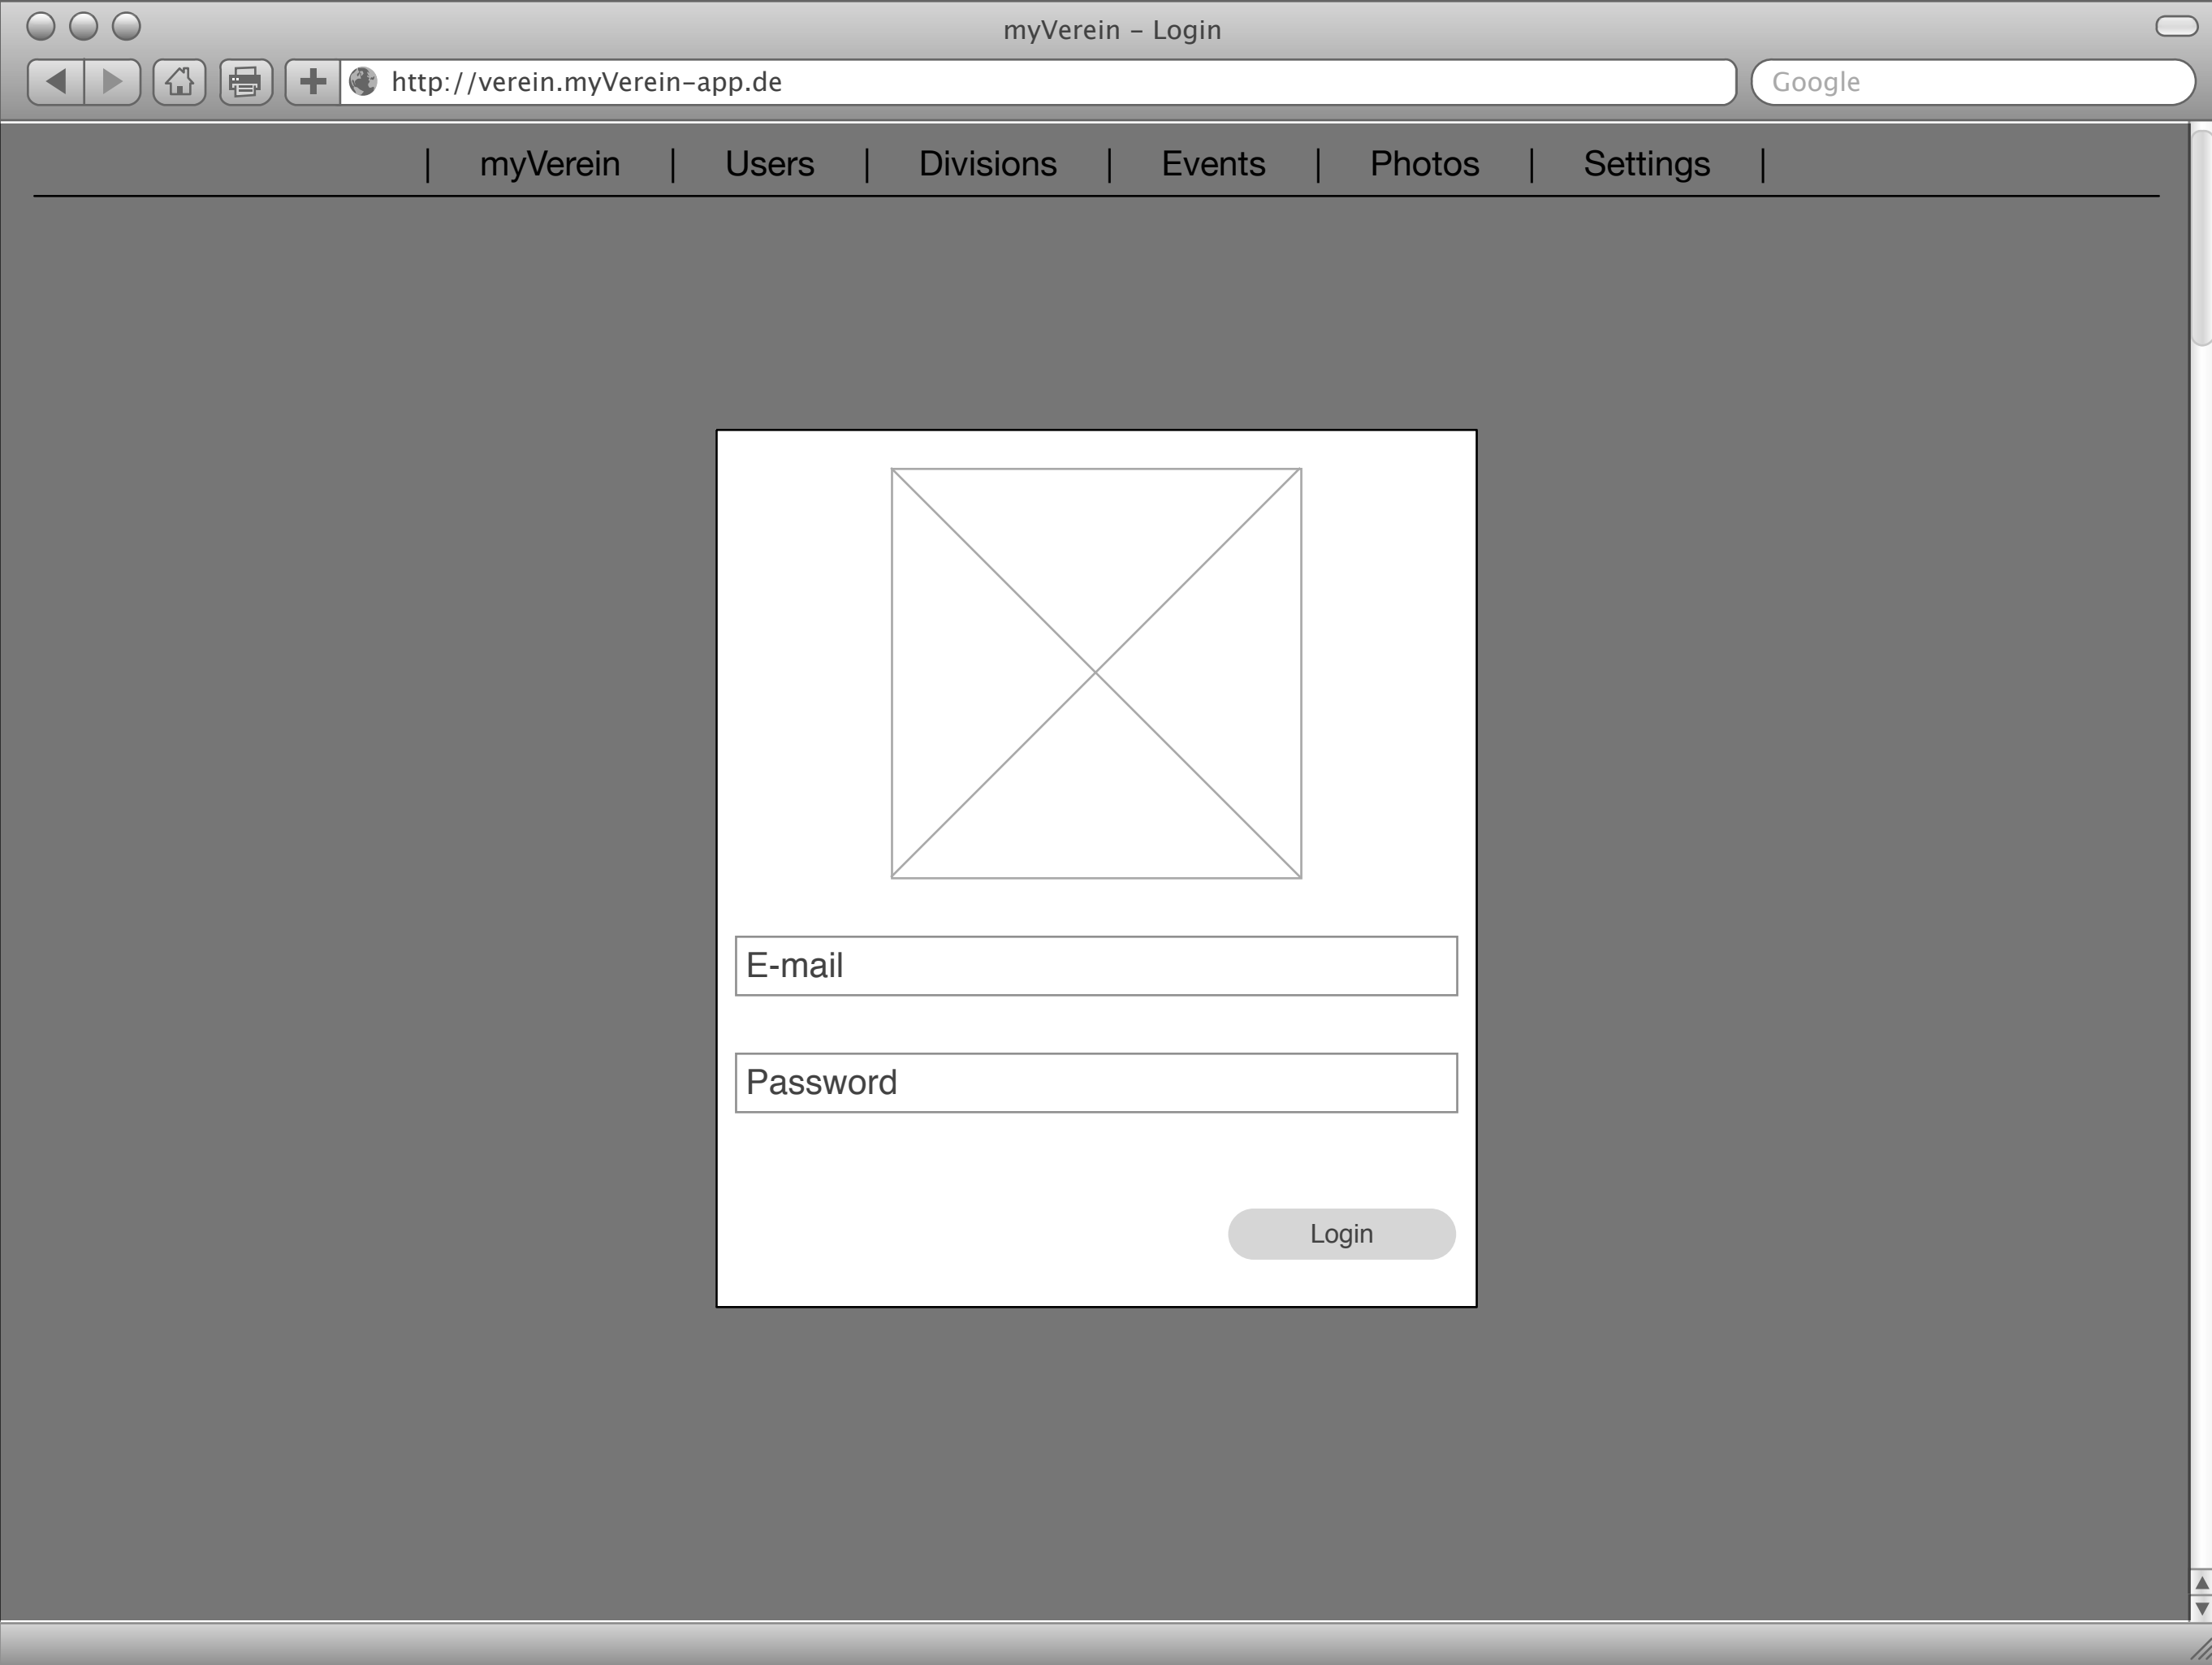 myVerein – Login
http://verein.myVerein-app.de
Google
| myVerein | Users | Divisions | Events | Photos | Settings |
E-mail
Password
Login